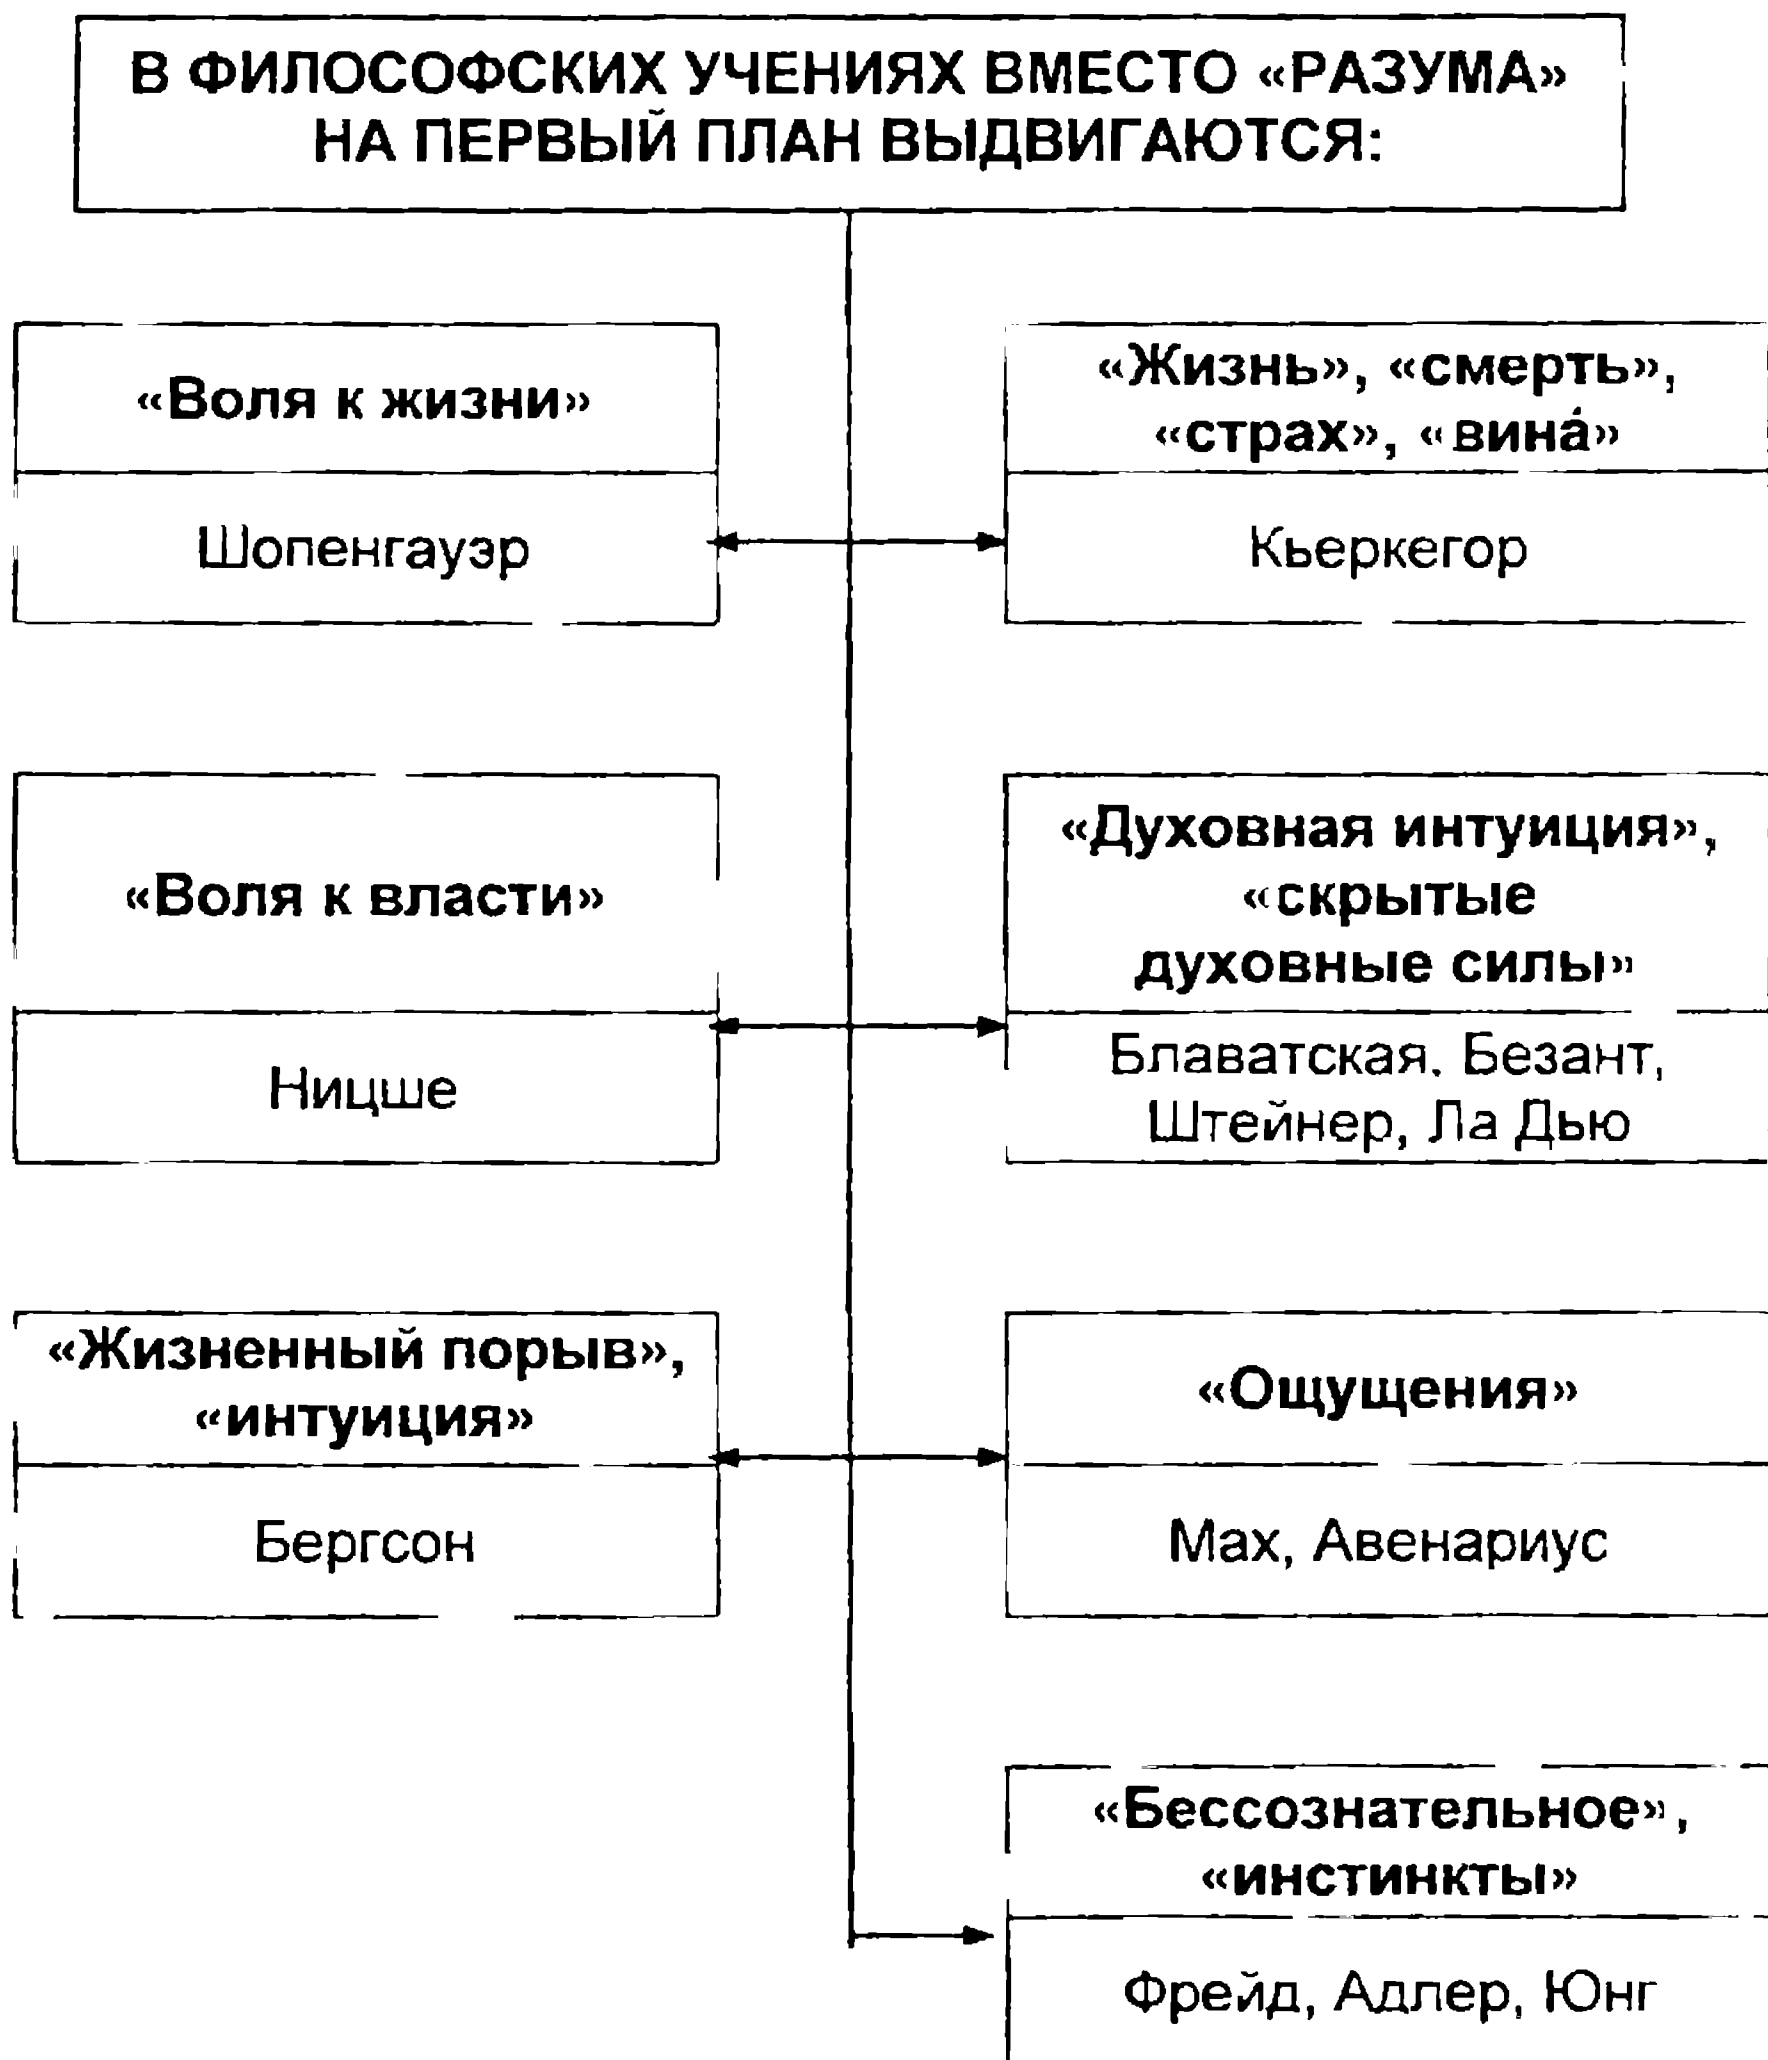 В ФИЛОСОФСКИХ УЧЕНИЯХ ВМЕСТО «РАЗУМА»
НА ПЕРВЫЙ ПЛАН ВЫДВИГАЮТСЯ:
«Воля к жизни»
Шопенгауэр
«Жизнь», «смерть»,
«страх», «вина́»
Кьеркегор
«Воля к власти»
Ницше
«Духовная интуиция»,
«скрытые
духовные силы»
Блаватская. Безант,
Штейнер, Ла Дью
«Жизненный порыв»,
«интуиция»
Бергсон
«Ощущения»
Мах, Авенариус
«Бессознательное»,
«инстинкты»
Фрейд, Адлер, Юнг